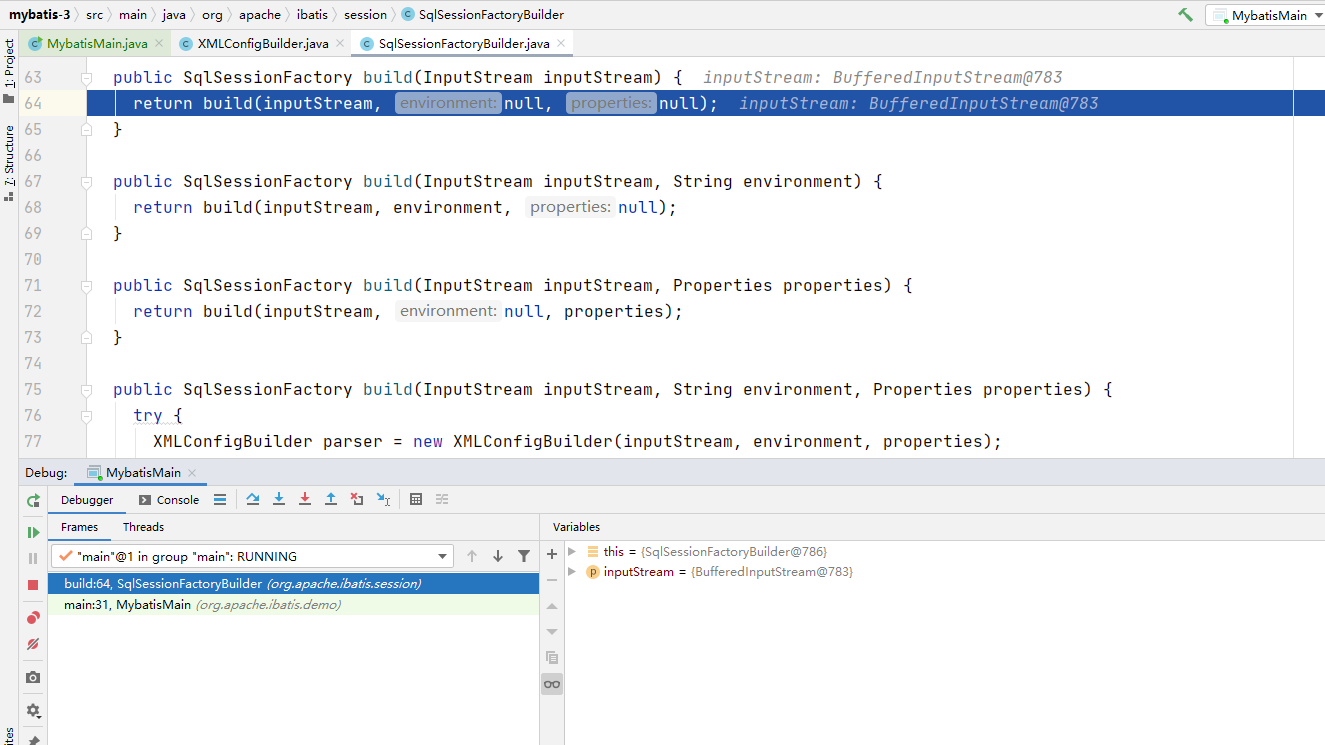 mybatis-3 src main java org apache ibatis session SqlSessionFactoryBuilder MybatisMain
MybatisMain.java XMLConfigBuilder.java SqlSessionFactoryBuilder.java
1: Project
7: Structure
63 public SqlSessionFactory build(InputStream inputStream) { inputStream: BufferedInputStream@783
64 return build(inputStream, environment: null, properties: null); inputStream: BufferedInputStream@783
65 }
66
67 public SqlSessionFactory build(InputStream inputStream, String environment) {
68 return build(inputStream, environment, properties: null);
69 }
70
71 public SqlSessionFactory build(InputStream inputStream, Properties properties) {
72 return build(inputStream, environment: null, properties);
73 }
74
75 public SqlSessionFactory build(InputStream inputStream, String environment, Properties properties) {
76 try {
77 XMLConfigBuilder parser = new XMLConfigBuilder(inputStream, environment, properties);
Debug: MybatisMain
Debugger Console
Frames Threads Variables
"main"@1 in group "main": RUNNING
this = {SqlSessionFactoryBuilder@786}
inputStream = {BufferedInputStream@783}
build:64, SqlSessionFactoryBuilder (org.apache.ibatis.session)
main:31, MybatisMain (org.apache.ibatis.demo)